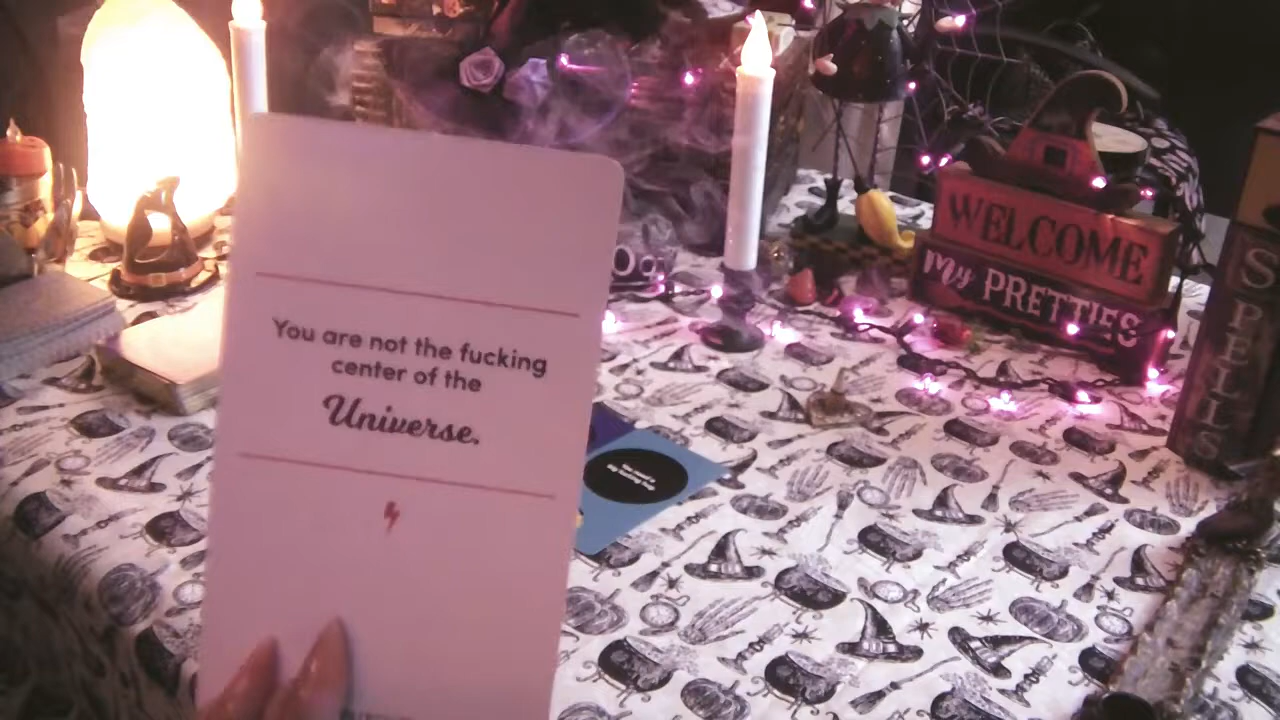 You are not the fucking
center of the
Universe.
WELCOME
My PRETTIES
SPELLS